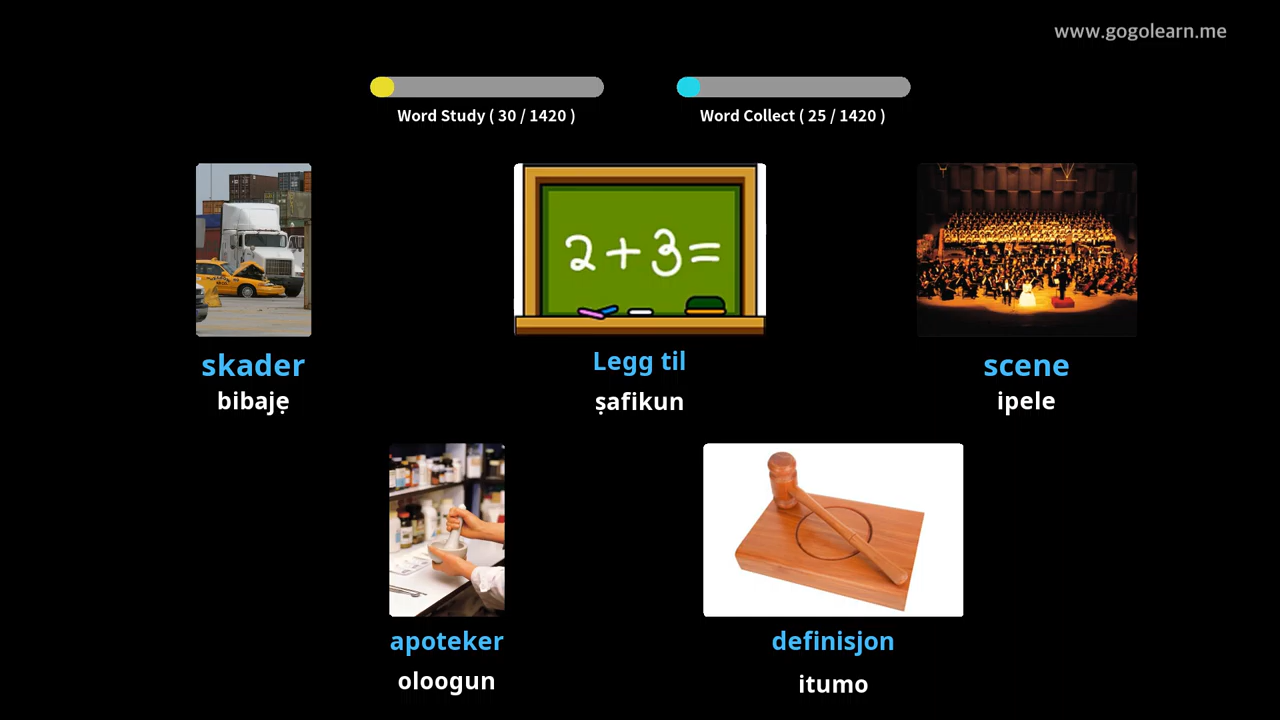 www.gogolearn.me
Word Study ( 30 / 1420 )
Word Collect ( 25 / 1420 )
2+3=
skader
bibajẹ
Legg til
ṣafikun
scene
ipele
apoteker
oloogun
definisjon
itumo